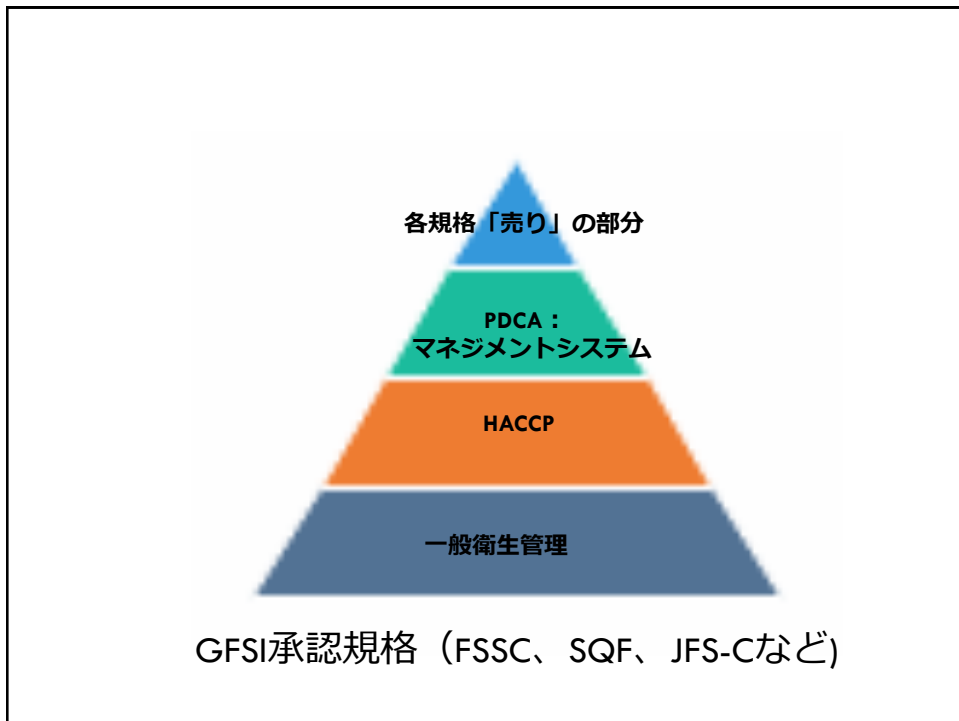 各規格「売り」の部分
PDCA：
マネジメントシステム
HACCP
一般衛生管理
GFSI承認規格（FSSC、SQF、JFS-Cなど)